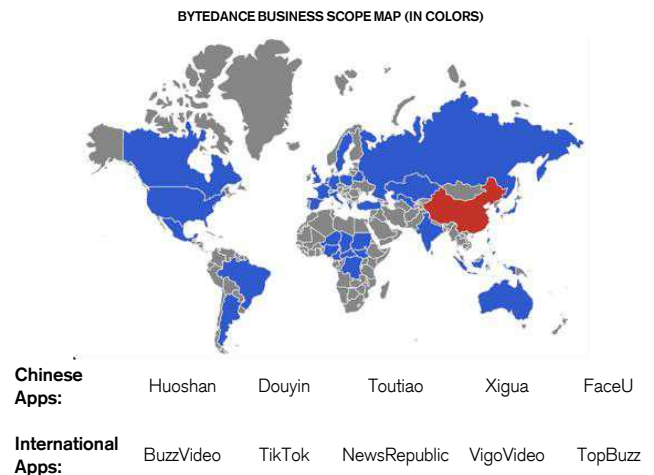 BYTEDANCE BUSINESS SCOPE MAP (IN COLORS)
Chinese Apps: Huoshan Douyin Toutiao Xigua FaceU
International Apps: BuzzVideo TikTok NewsRepublic VigoVideo TopBuzz